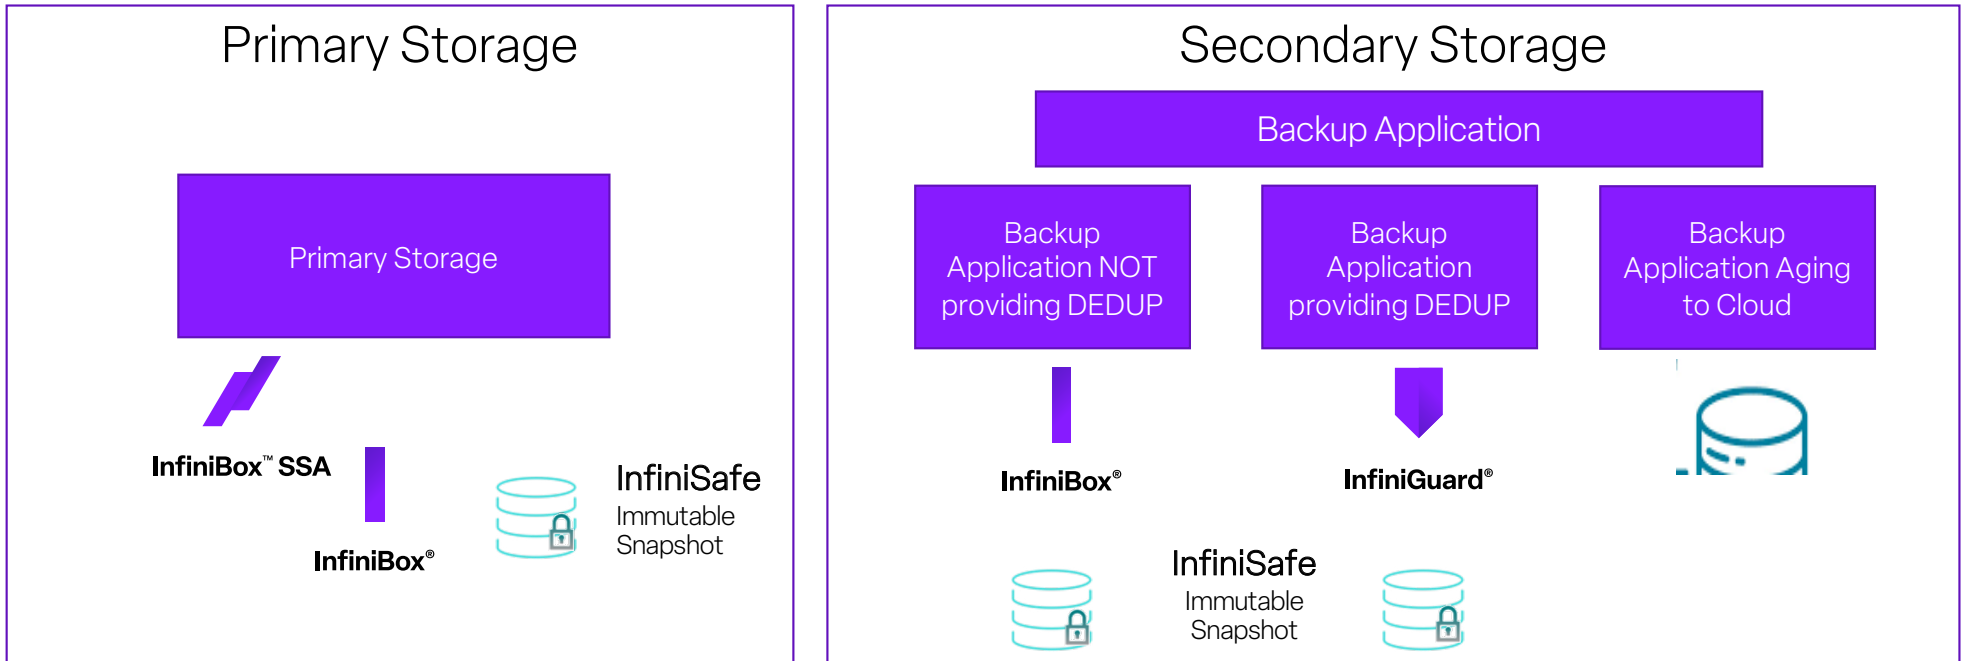 Primary Storage
Primary Storage
InfiniBox™ SSA
InfiniBox®
InfiniSafe
Immutable
Snapshot
Secondary Storage
Backup Application
Backup
Application NOT
providing DEDUP
Backup
Application
providing DEDUP
Backup
Application Aging
to Cloud
InfiniBox®
InfiniGuard®
InfiniSafe
Immutable
Snapshot